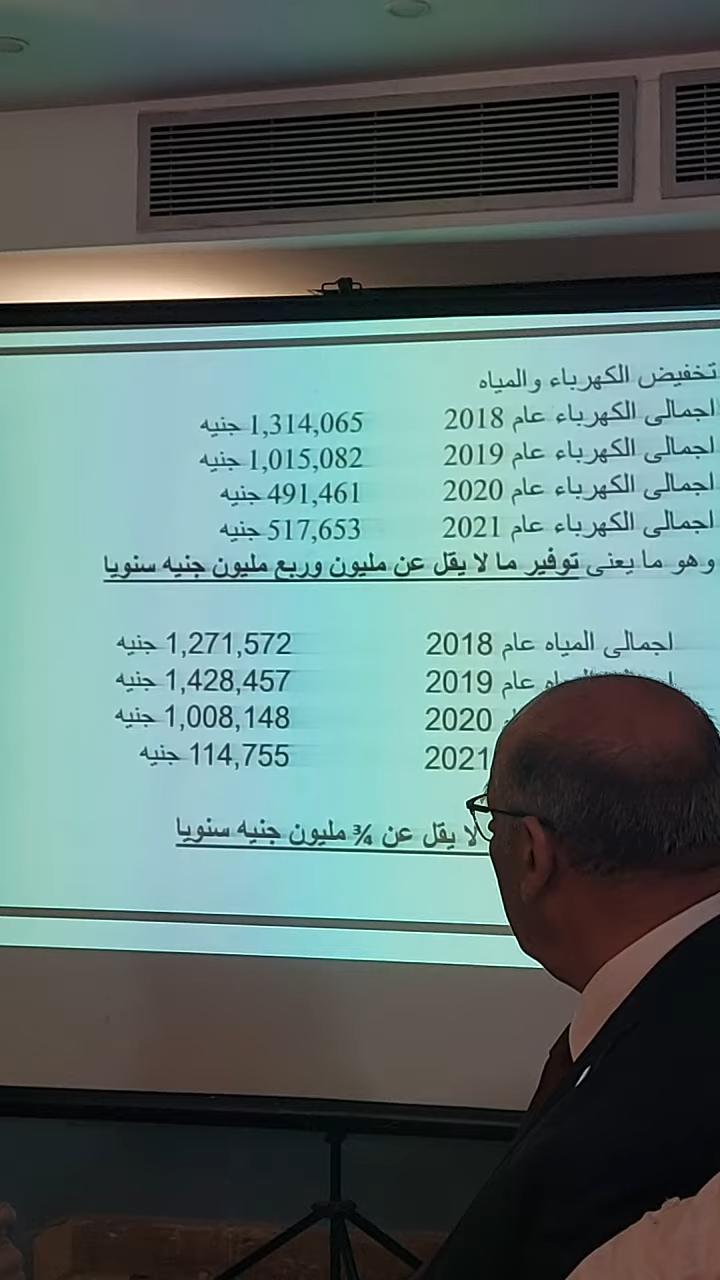 تخفيض الكهرباء والمياه
اجمالى الكهرباء عام 2018 1,314,065 جنيه
اجمالى الكهرباء عام 2019 1,015,082 جنيه
اجمالى الكهرباء عام 2020 491,461 جنيه
اجمالى الكهرباء عام 2021 517,653 جنيه
وهو ما يعنى توفير ما لا يقل عن مليون وربع مليون جنيه سنويا
اجمالى المياه عام 2018 1,271,572 جنيه
عام 2019 1,428,457 جنيه
2020 1,008,148 جنيه
2021 114,755 جنيه
لا يقل عن ¾ مليون جنيه سنويا